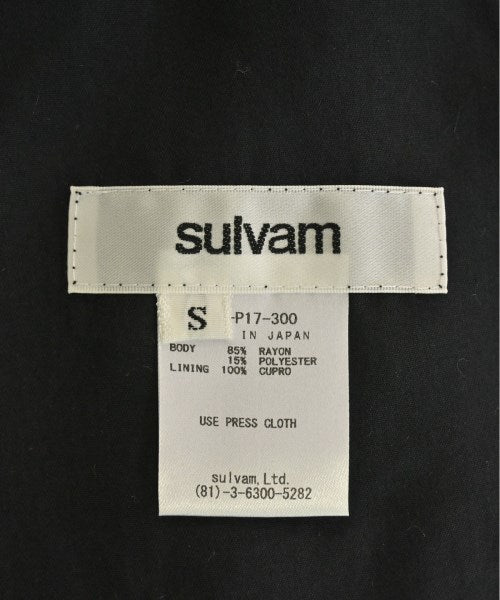 sulvam
S
-P17-300
IN JAPAN
BODY 85% RAYON
15% POLYESTER
LINING 100% CUPRO
USE PRESS CLOTH
sulvam, Ltd.
(81)-3-6300-5282